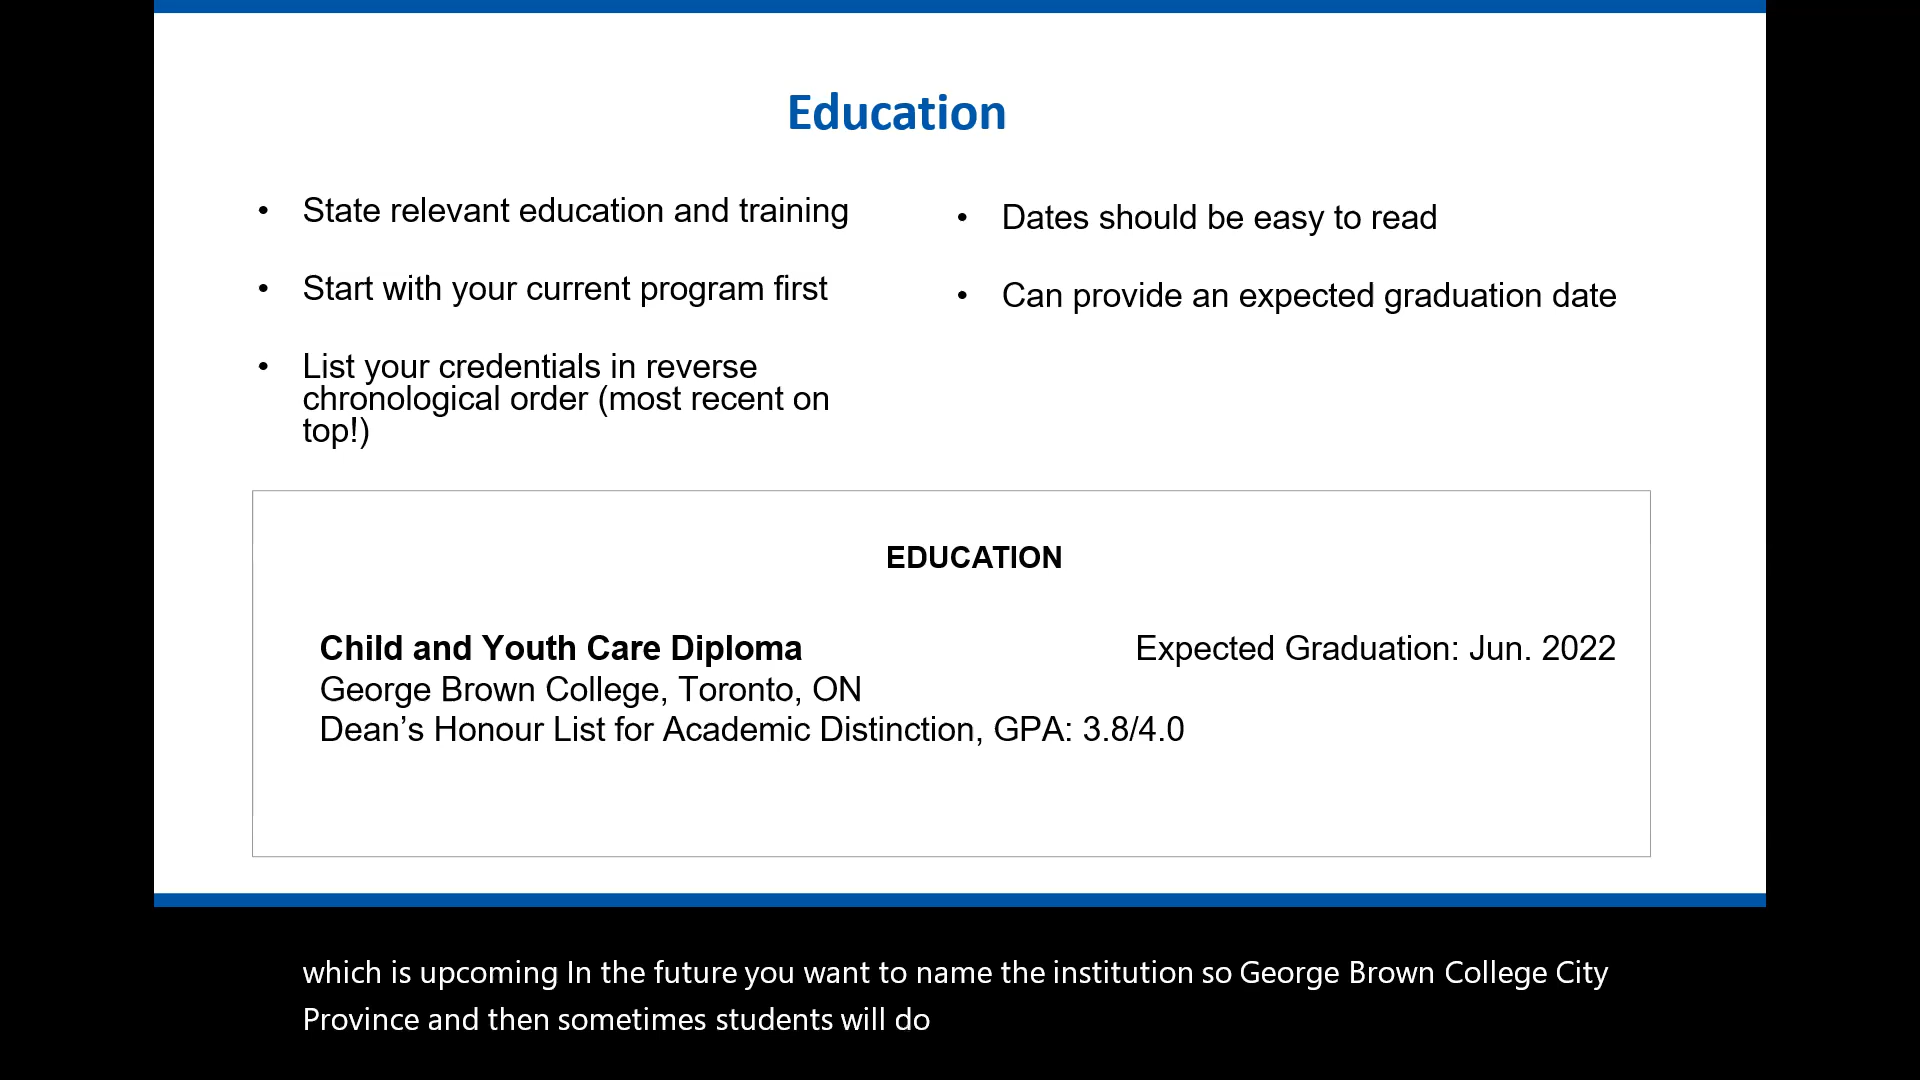 Education
• State relevant education and training
• Start with your current program first
• List your credentials in reverse
chronological order (most recent on
top!)
• Dates should be easy to read
• Can provide an expected graduation date
EDUCATION
Child and Youth Care Diploma Expected Graduation: Jun. 2022
George Brown College, Toronto, ON
Dean’s Honour List for Academic Distinction, GPA: 3.8/4.0
which is upcoming In the future you want to name the institution so George Brown College City
Province and then sometimes students will do